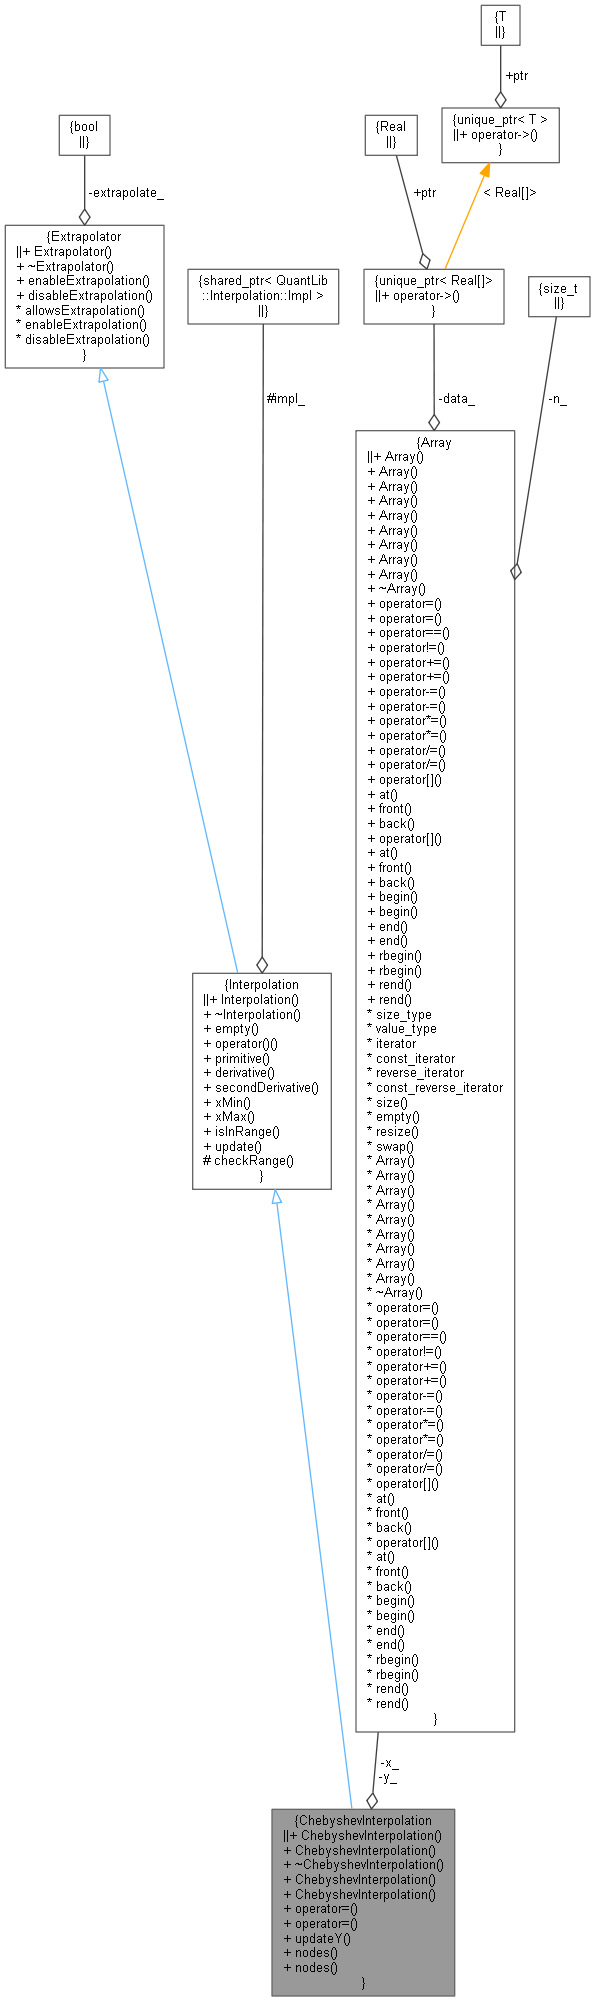 {T
||}
+ptr
{unique_ptr< T >
||+ operator->()
}
{bool
||}
{Real
||}
-extrapolate_
+ptr
< Real[]>
{Extrapolator
||+ Extrapolator()
+ ~Extrapolator()
+ enableExtrapolation()
+ disableExtrapolation()
* allowsExtrapolation()
* enableExtrapolation()
* disableExtrapolation()
}
{shared_ptr< QuantLib
::Interpolation::Impl >
||}
{unique_ptr< Real[]>
||+ operator->()
}
{size_t
||}
#impl_
-data_
-n_
{Array
||+ Array()
+ Array()
+ Array()
+ Array()
+ Array()
+ Array()
+ Array()
+ Array()
+ Array()
+ ~Array()
+ operator=()
+ operator=()
+ operator==()
+ operator!=()
+ operator+=()
+ operator+=()
+ operator-=()
+ operator-=()
+ operator*=()
+ operator*=()
+ operator/=()
+ operator/=()
+ operator[]()
+ at()
+ front()
+ back()
+ operator[]()
+ at()
+ front()
+ back()
+ begin()
+ begin()
+ end()
+ end()
+ rbegin()
+ rbegin()
+ rend()
+ rend()
* size_type
* value_type
* iterator
* const_iterator
* reverse_iterator
* const_reverse_iterator
* size()
* empty()
* resize()
* swap()
* Array()
* Array()
* Array()
* Array()
* Array()
* Array()
* Array()
* Array()
* Array()
* ~Array()
* operator=()
* operator=()
* operator==()
* operator!=()
* operator+=()
* operator+=()
* operator-=()
* operator-=()
* operator*=()
* operator*=()
* operator/=()
* operator/=()
* operator[]()
* at()
* front()
* back()
* operator[]()
* at()
* front()
* back()
* begin()
* begin()
* end()
* end()
* rbegin()
* rbegin()
* rend()
* rend()
}
{Interpolation
||+ Interpolation()
+ ~Interpolation()
+ empty()
+ operator()()
+ primitive()
+ derivative()
+ secondDerivative()
+ xMin()
+ xMax()
+ isInRange()
+ update()
# checkRange()
}
-x_
-y_
{ChebyshevInterpolation
||+ ChebyshevInterpolation()
+ ChebyshevInterpolation()
+ ~ChebyshevInterpolation()
+ ChebyshevInterpolation()
+ ChebyshevInterpolation()
+ operator=()
+ operator=()
+ updateY()
+ nodes()
+ nodes()
}